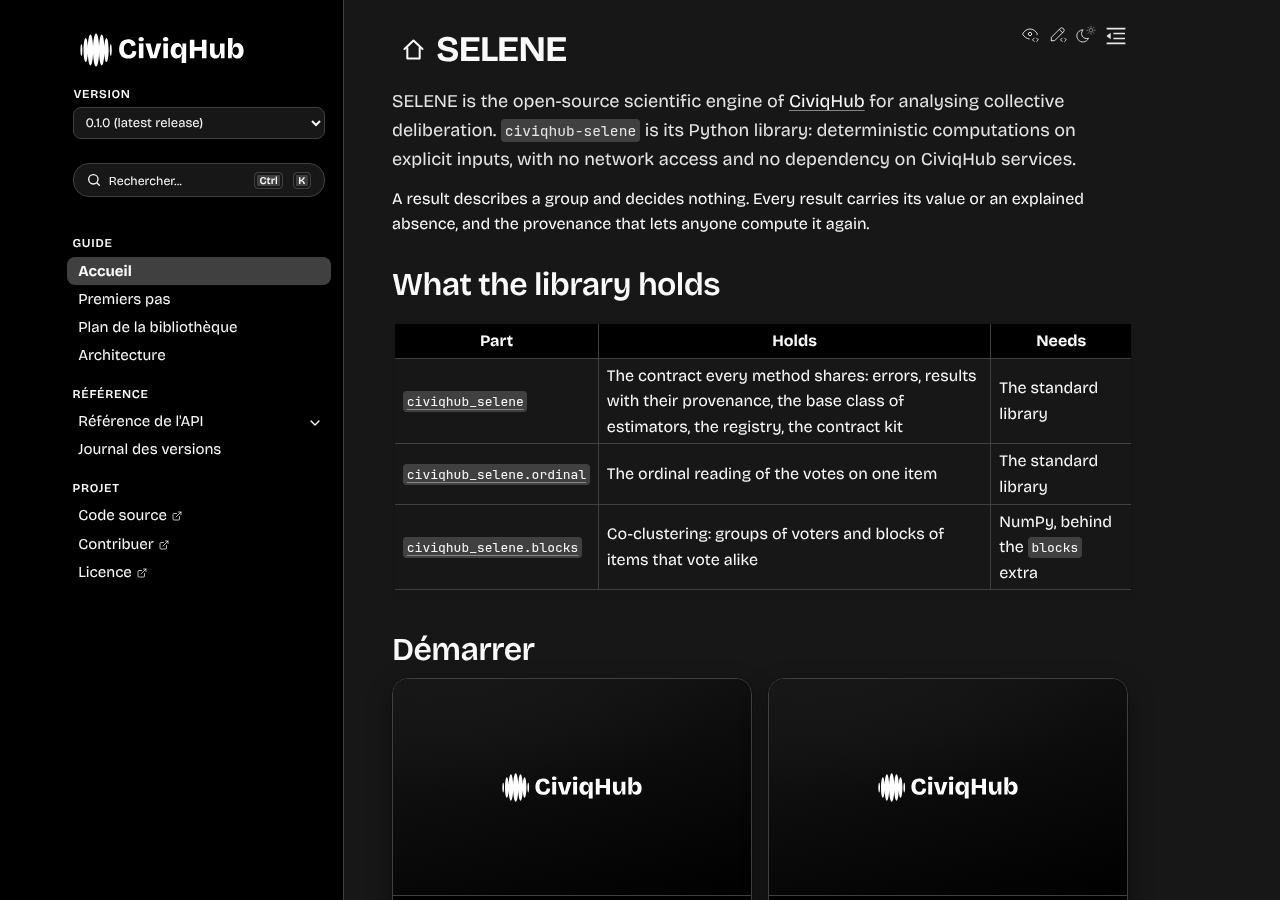 CiviqHub
VERSION
0.1.0 (latest release)
Rechercher...
Ctrl K
GUIDE
Accueil
Premiers pas
Plan de la bibliothèque
Architecture
RÉFÉRENCE
Référence de l'API
Journal des versions
PROJET
Code source
Contribuer
Licence
SELENE
SELENE is the open-source scientific engine of CiviqHub for analysing collective
deliberation. civiqhub-selene is its Python library: deterministic computations on
explicit inputs, with no network access and no dependency on CiviqHub services.
A result describes a group and decides nothing. Every result carries its value or an explained
absence, and the provenance that lets anyone compute it again.
What the library holds
Part Holds Needs
civiqhub_selene
The contract every method shares: errors, results
with their provenance, the base class of
estimators, the registry, the contract kit
The standard
library
civiqhub_selene.ordinal
The ordinal reading of the votes on one item
The standard
library
civiqhub_selene.blocks
Co-clustering: groups of voters and blocks of
items that vote alike
NumPy, behind
the blocks
extra
Démarrer
CiviqHub
CiviqHub